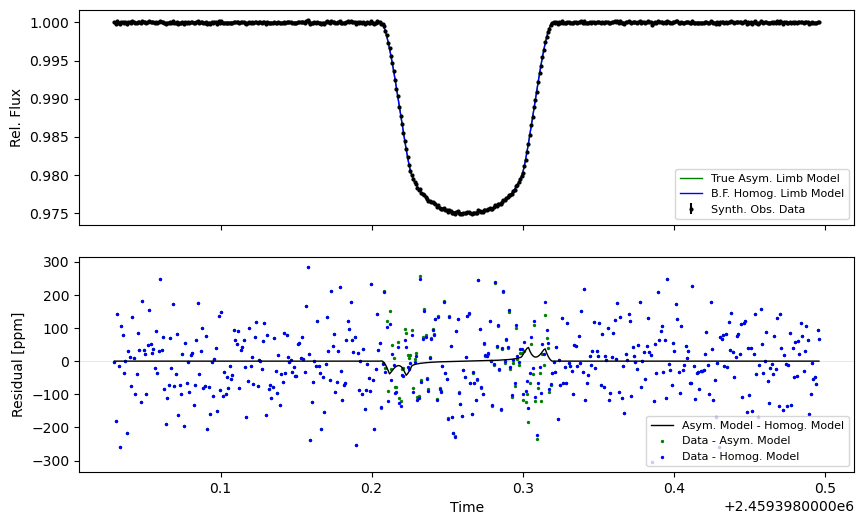 1.000
0.995
0.990
0.985
0.980
0.975
Rel. Flux
True Asym. Limb Model
B.F. Homog. Limb Model
Synth. Obs. Data
300
200
100
0
−100
−200
−300
Residual [ppm]
Asym. Model - Homog. Model
Data - Asym. Model
Data - Homog. Model
0.1
0.2
0.3
0.4
0.5
Time
+2.4593980000e6